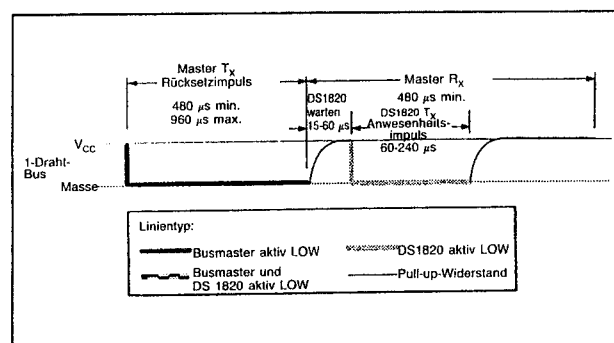 Master TX
Rücksetzimpuls
480 µs min.
960 µs max.
Master RX
480 µs min.
DS1820
warten
15-60 µs
DS1820 TX
Anwesenheits-
impuls
60-240 µs
VCC
1-Draht-
Bus
Masse
Linientyp:
Busmaster aktiv LOW
DS1820 aktiv LOW
Busmaster und
DS 1820 aktiv LOW
Pull-up-Widerstand